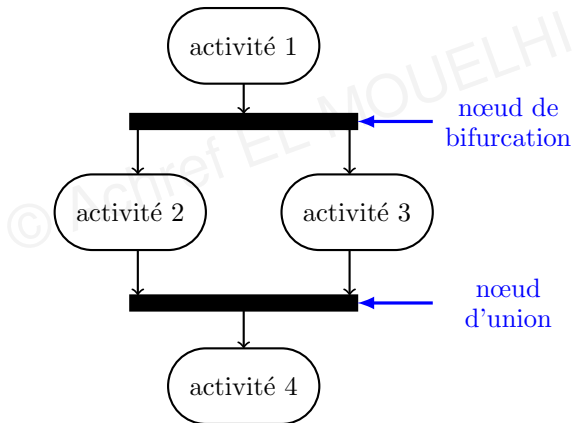 activité 1
nœud de
bifurcation
activité 2
activité 3
nœud
d'union
activité 4
© Achref EL MOUELHI